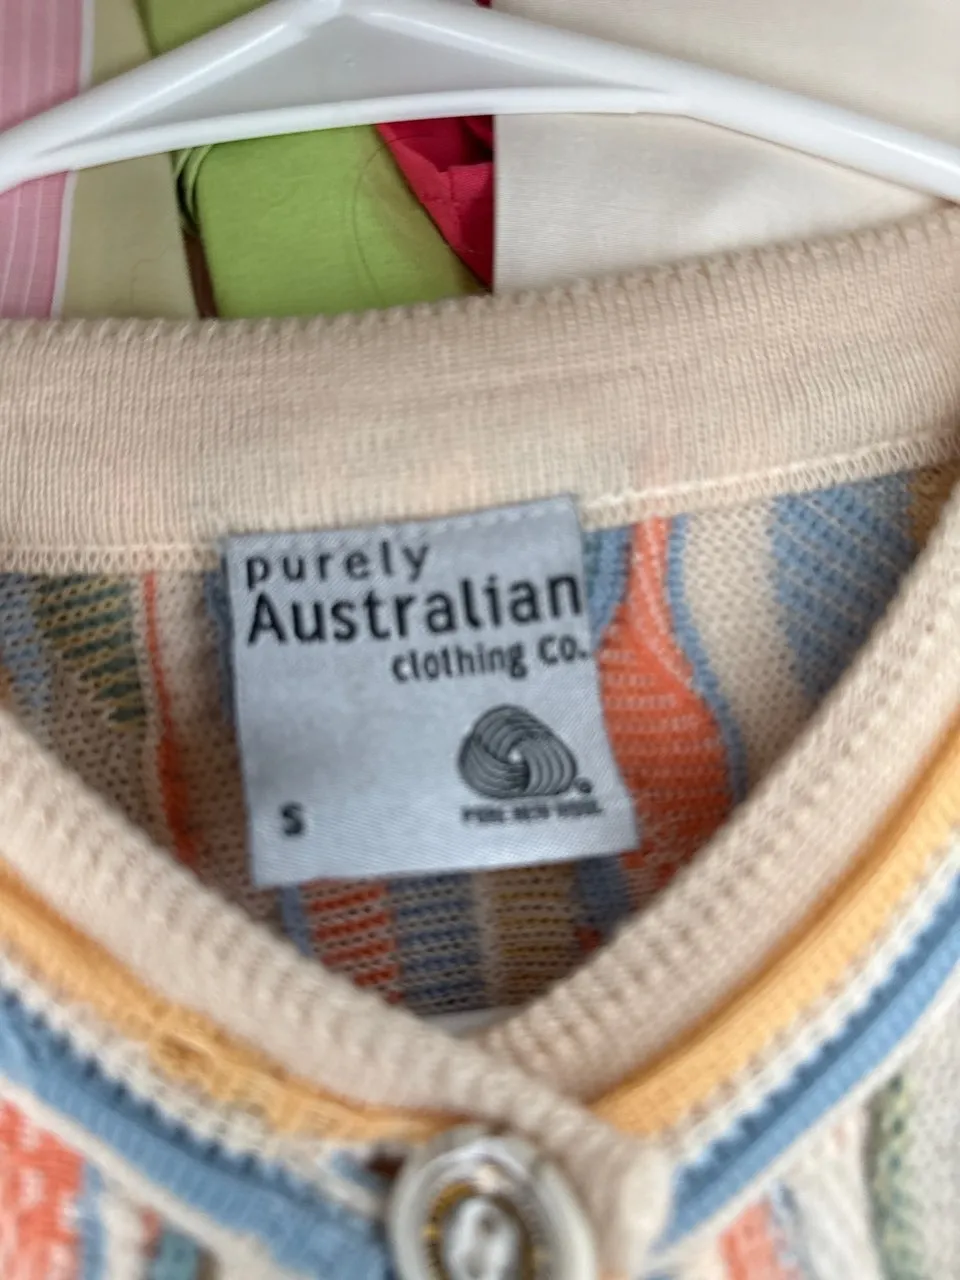 purely
Australian
clothing Co.
S
PURE NEW WOOL